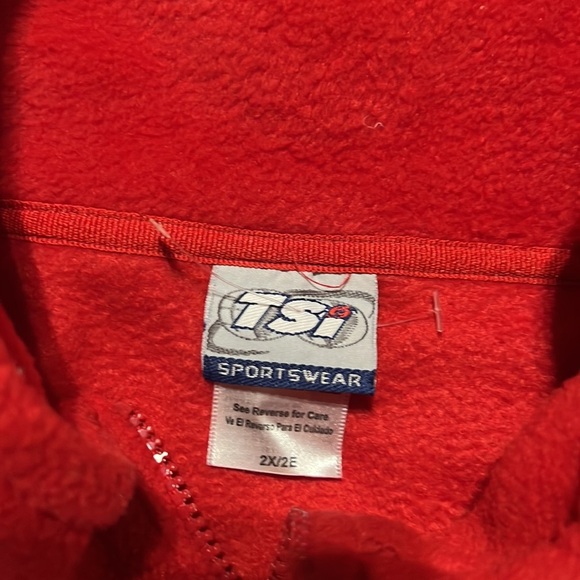 TSi
SPORTSWEAR
See Reverse for Care
Ve El Reverso Para El Cuidado
2X/2E